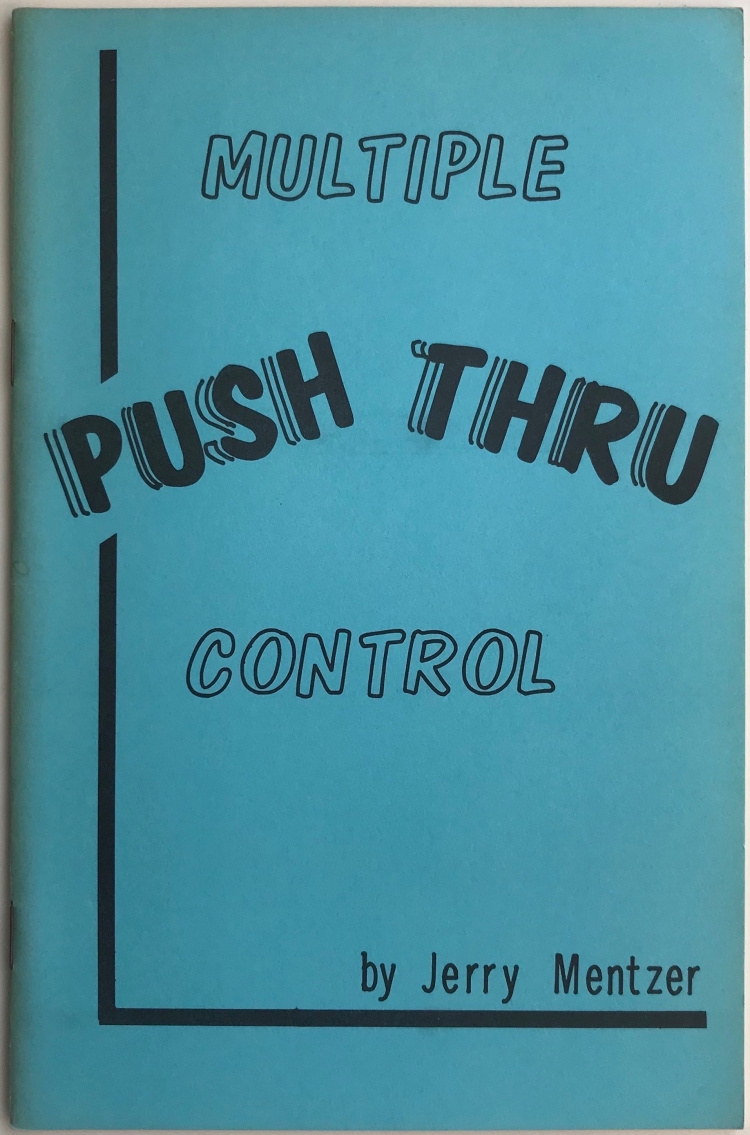 MULTIPLE
PUSH THRU
CONTROL
by Jerry Mentzer